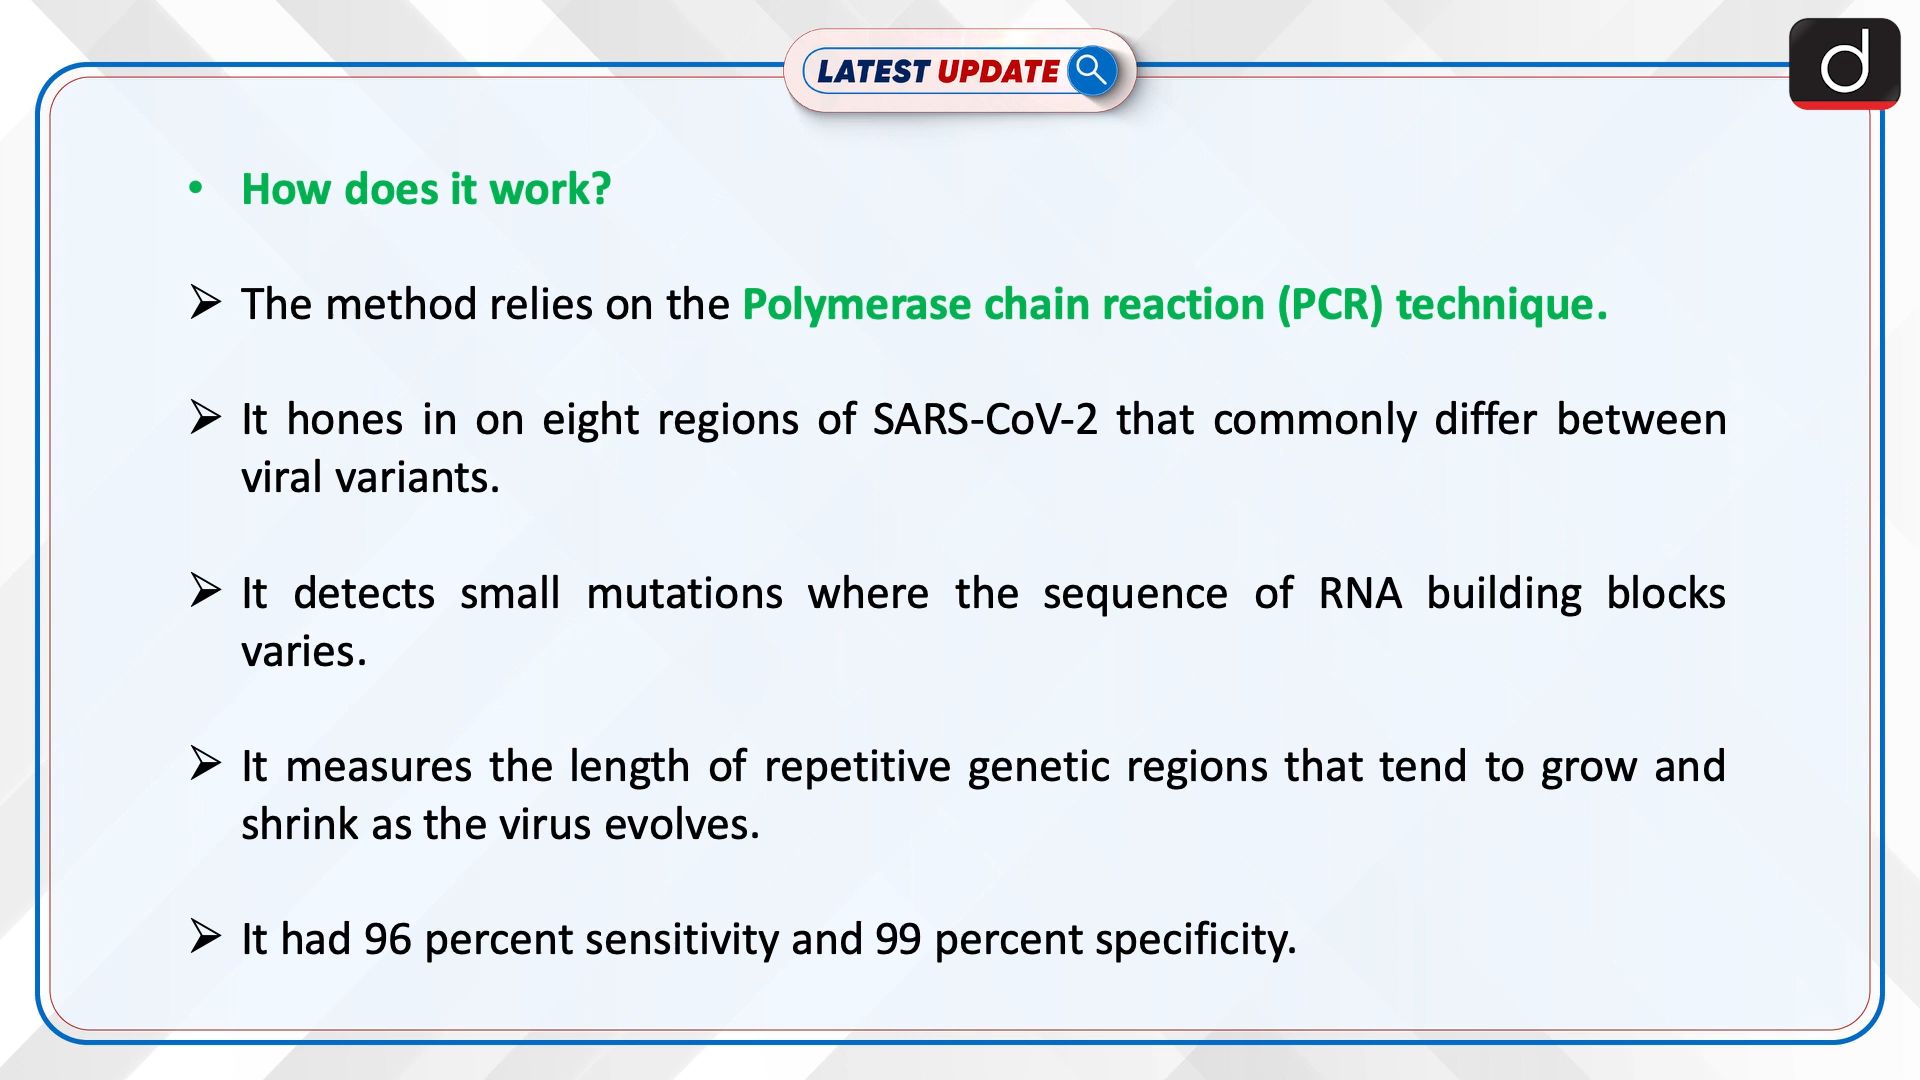 LATEST UPDATE
d
• How does it work?
➢ The method relies on the Polymerase chain reaction (PCR) technique.
➢ It hones in on eight regions of SARS-CoV-2 that commonly differ between
viral variants.
➢ It detects small mutations where the sequence of RNA building blocks
varies.
➢ It measures the length of repetitive genetic regions that tend to grow and
shrink as the virus evolves.
➢ It had 96 percent sensitivity and 99 percent specificity.